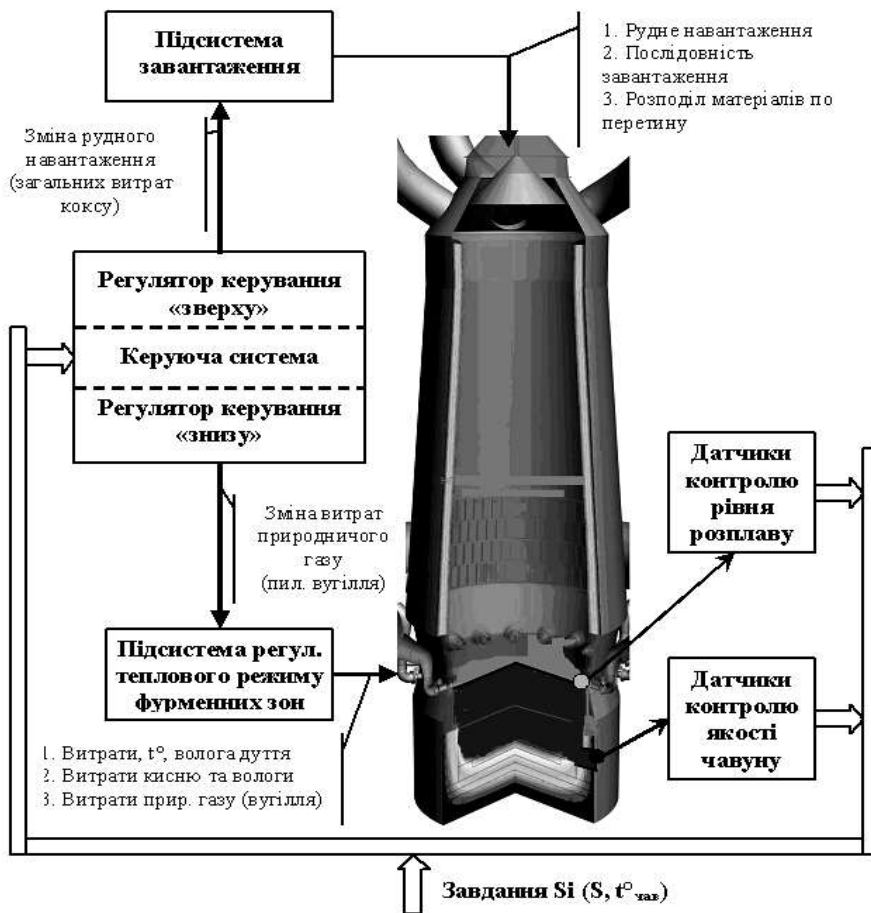 Підсистема
завантаження
1. Рудне навантаження
2. Послідовність
завантаження
3. Розподіл матеріалів по
перетину
Зміна рудного
навантаження
(загальних витрат
коксу)
Регулятор керування
«зверху»
Керуюча система
Регулятор керування
«знизу»
Зміна витрат
природничого
газу
(пил. вугілля)
Датчики
контролю
рівня
розплаву
Підсистема регул.
теплового режиму
фурменних зон
Датчики
контролю
якості
чавуну
1. Витрати, t°, волога дуття
2. Витрати кисню та вологи
3. Витрати прир. газу (вугілля)
Завдання Si (S, t°чав)